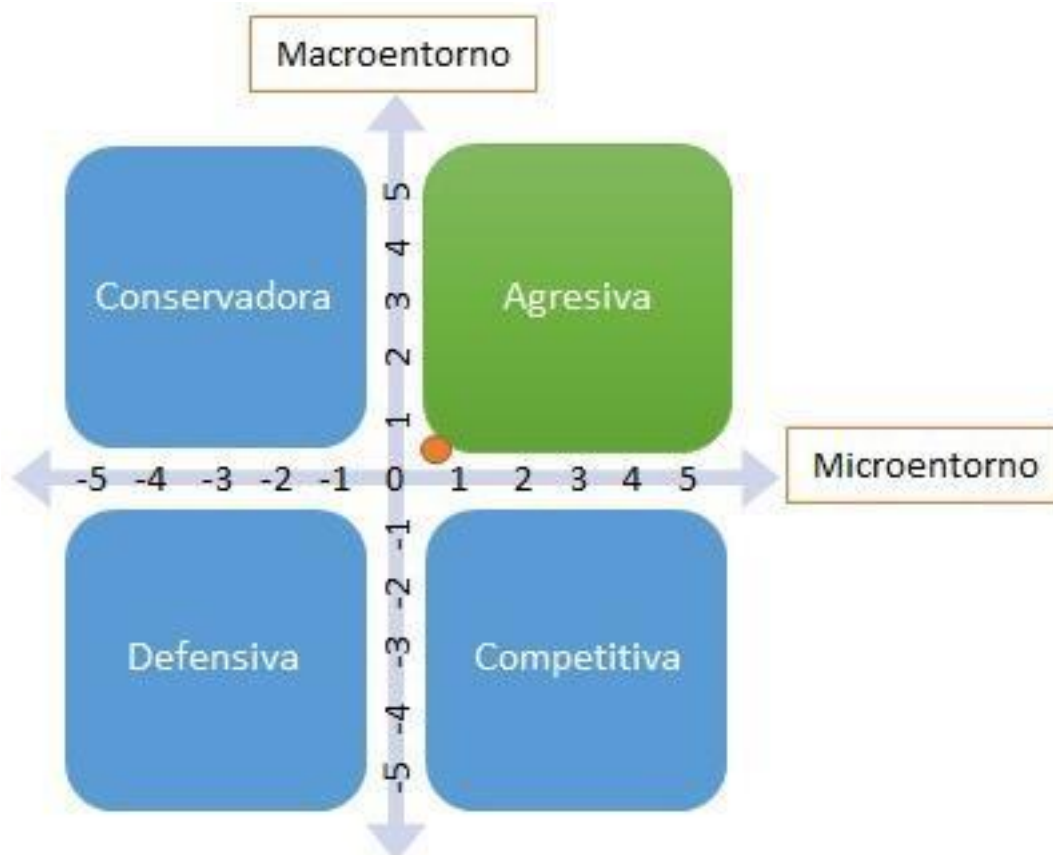 Macroentorno
Conservadora
Agresiva
5
4
3
2
1
-5 -4 -3 -2 -1 0 1 2 3 4 5
Microentorno
-1
-2
-3
-4
-5
Defensiva
Competitiva